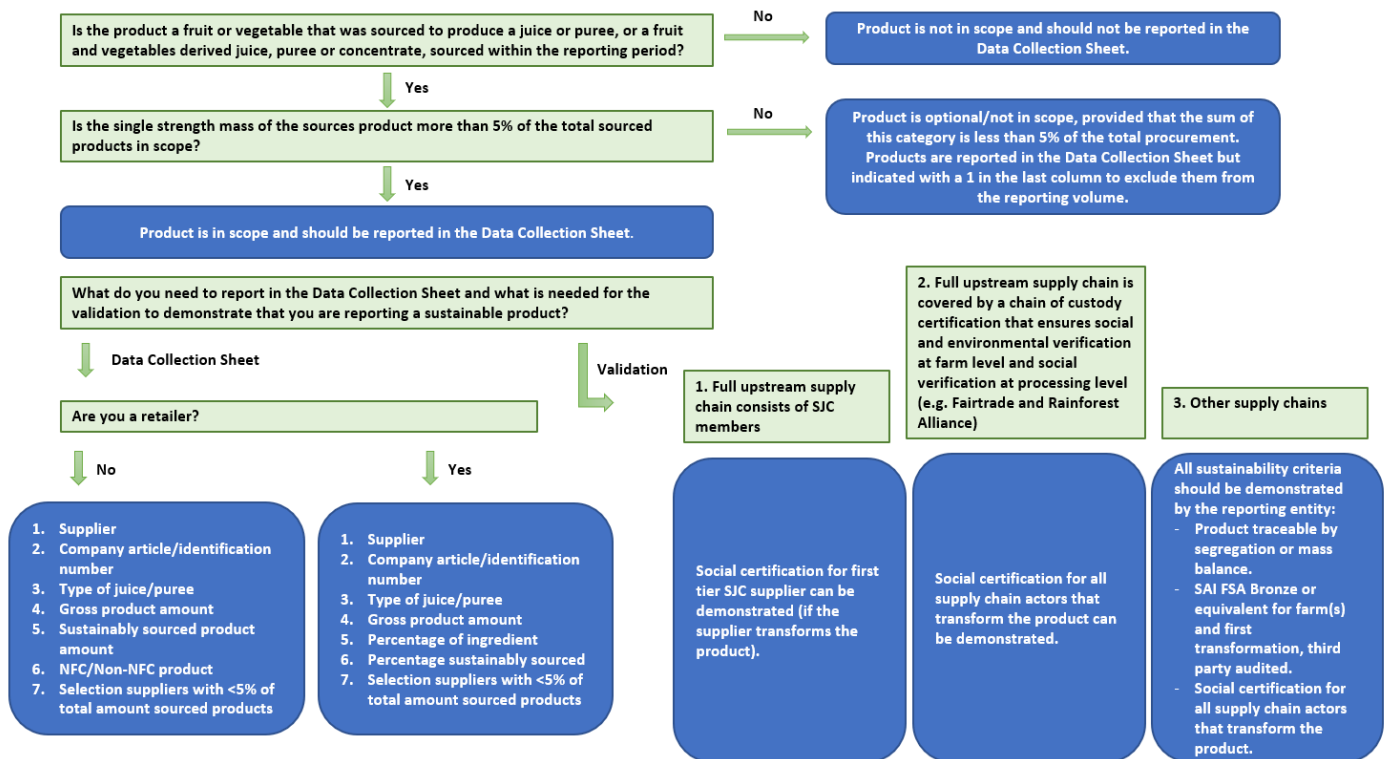 Is the product a fruit or vegetable that was sourced to produce a juice or puree, or a fruit
and vegetables derived juice, puree or concentrate, sourced within the reporting period?
No
Product is not in scope and should not be reported in the
Data Collection Sheet.
Yes
Is the single strength mass of the sources product more than 5% of the total sourced
products in scope?
No
Product is optional/not in scope, provided that the sum of
this category is less than 5% of the total procurement.
Products are reported in the Data Collection Sheet but
indicated with a 1 in the last column to exclude them from
the reporting volume.
Yes
Product is in scope and should be reported in the Data Collection Sheet.
What do you need to report in the Data Collection Sheet and what is needed for the
validation to demonstrate that you are reporting a sustainable product?
Data Collection Sheet
Validation
Are you a retailer?
No
Yes
1. Supplier
2. Company article/identification
number
3. Type of juice/puree
4. Gross product amount
5. Sustainably sourced product
amount
6. NFC/Non-NFC product
7. Selection suppliers with <5% of
total amount sourced products
1. Supplier
2. Company article/identification
number
3. Type of juice/puree
4. Gross product amount
5. Percentage of ingredient
6. Percentage sustainably sourced
7. Selection suppliers with <5% of
total amount sourced products
1. Full upstream supply
chain consists of SJC
members
Social certification for first
tier SJC supplier can be
demonstrated (if the
supplier transforms the
product).
2. Full upstream supply chain is
covered by a chain of custody
certification that ensures social
and environmental verification
at farm level and social
verification at processing level
(e.g. Fairtrade and Rainforest
Alliance)
Social certification for all
supply chain actors that
transform the product can
be demonstrated.
3. Other supply chains
All sustainability criteria
should be demonstrated
by the reporting entity:
- Product traceable by
segregation or mass
balance.
- SAI FSA Bronze or
equivalent for farm(s)
and first
transformation, third
party audited.
- Social certification for
all supply chain actors
that transform the
product.